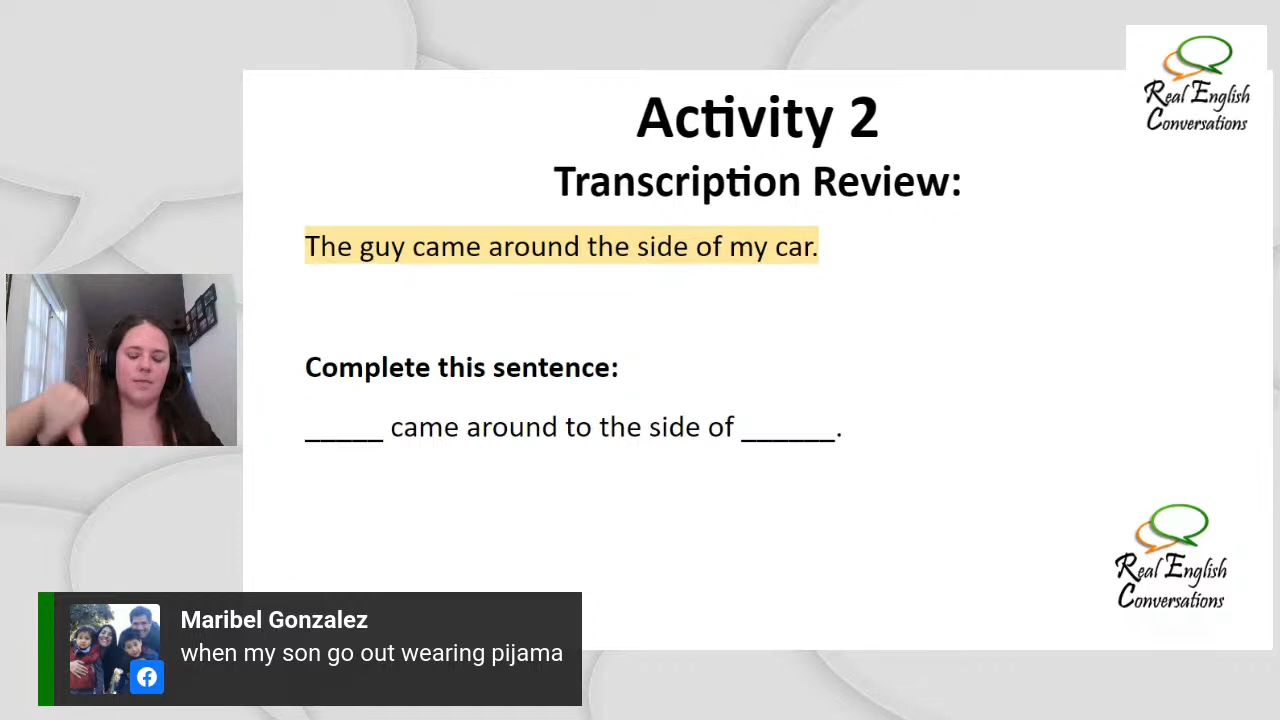 Real English
Conversations
Activity 2
Transcription Review:
The guy came around the side of my car.
Complete this sentence:
_____ came around to the side of ______.
Real English
Conversations
Maribel Gonzalez
when my son go out wearing pijama